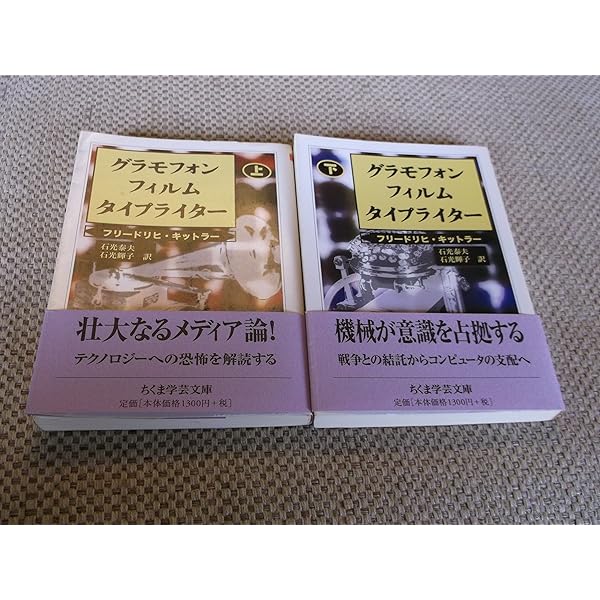 グラモフォン
フィルム
タイプライター
上
フリードリヒ・キットラー
石光泰夫
石光輝子 訳
壮大なるメディア論!
テクノロジーへの恐怖を解読する
ちくま学芸文庫
定価[本体価格1300円+税]
下
グラモフォン
フィルム
タイプライター
フリードリヒ・キットラー
石光泰夫
石光輝子 訳
機械が意識を占拠する
戦争との結託からコンピュータの支配へ
ちくま学芸文庫
定価[本体価格1300円+税]